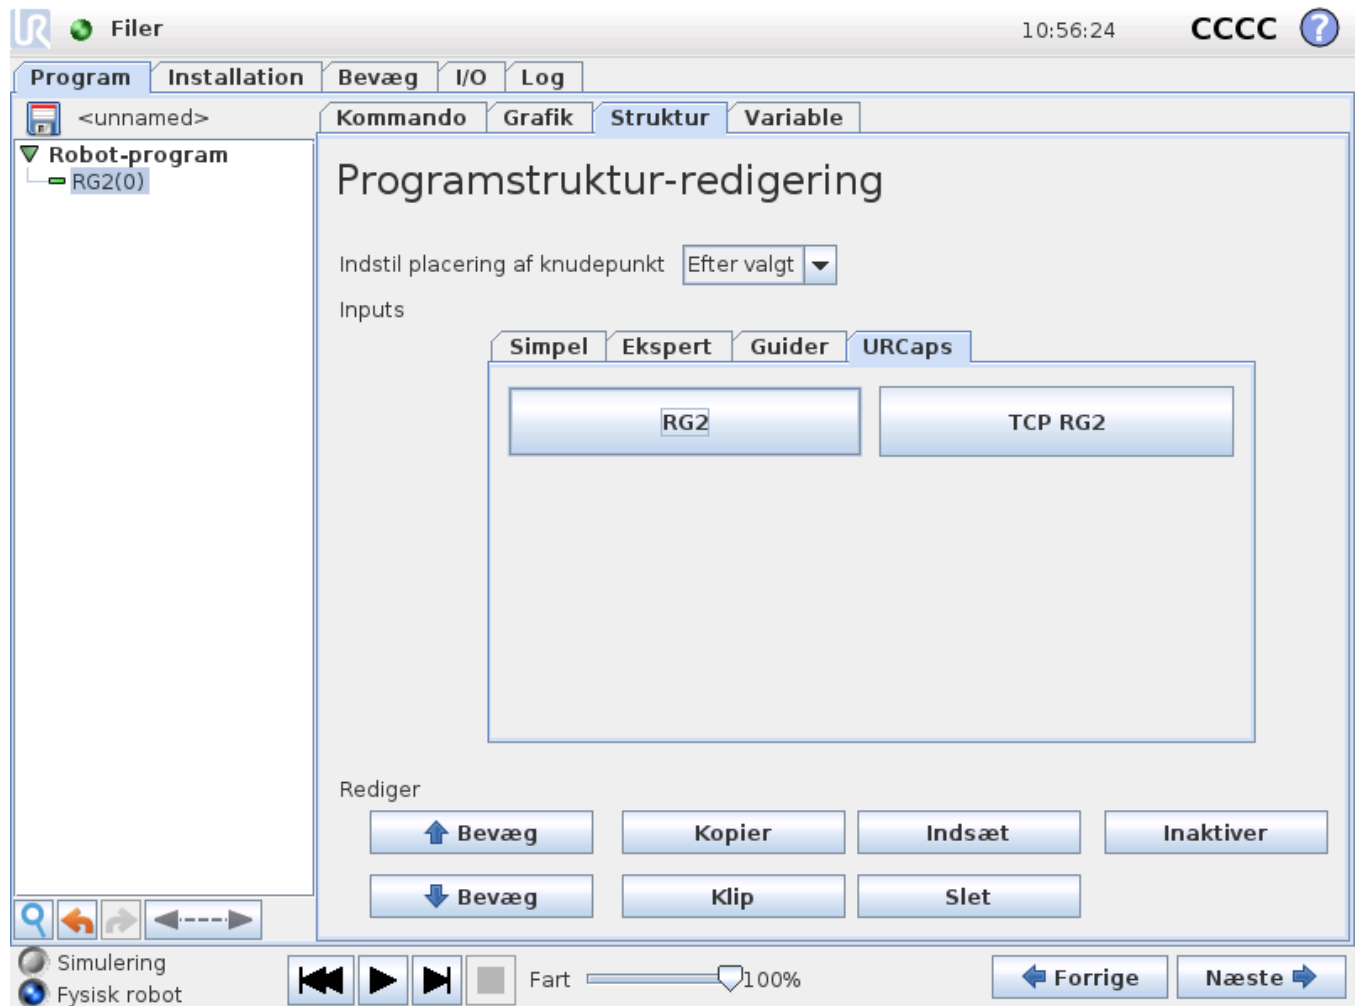 UR Filer 10:56:24 CCCC ?
Program Installation Bevæg I/O Log
<unnamed> Kommando Grafik Struktur Variable
Robot-program
RG2(0)
Programstruktur-redigering
Indstil placering af knudepunkt Efter valgt
Inputs
Simpel Ekspert Guider URCaps
RG2 TCP RG2
Rediger
Bevæg Kopier Indsæt Inaktiver
Bevæg Klip Slet
Simulering
Fysisk robot
Fart 100% Forrige Næste